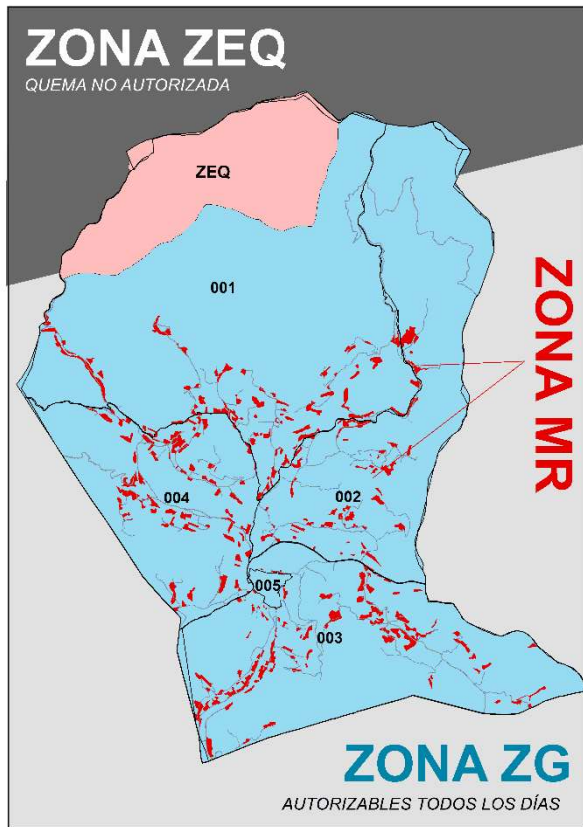 ZONA ZEQ
QUEMA NO AUTORIZADA
ZEQ
001
ZONA MR
004
002
005
003
ZONA ZG
AUTORIZABLES TODOS LOS DÍAS